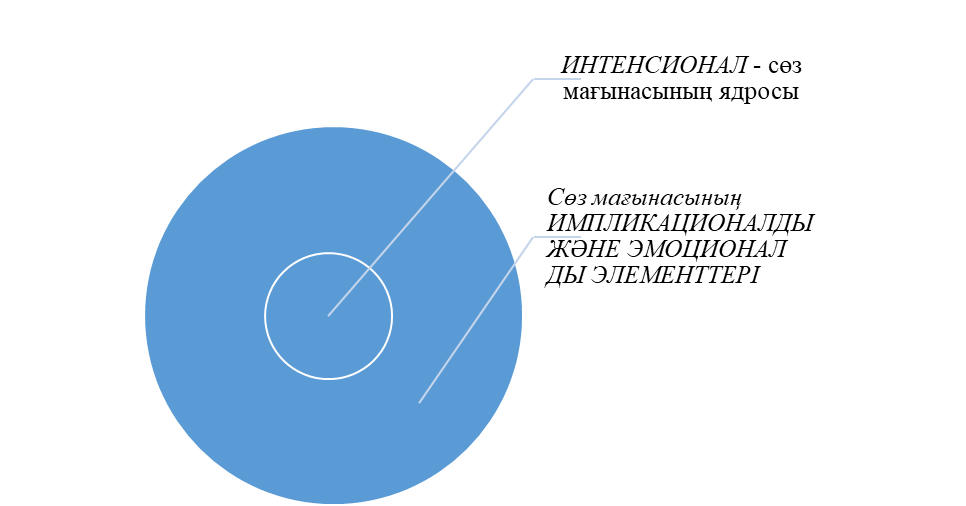 ИНТЕНСИОНАЛ - сөз
мағынасының ядросы
Сөз мағынасының
ИМПЛИКАЦИОНАЛДЫ
ЖӘНЕ ЭМОЦИОНАЛ
ДЫ ЭЛЕМЕНТТЕРІ